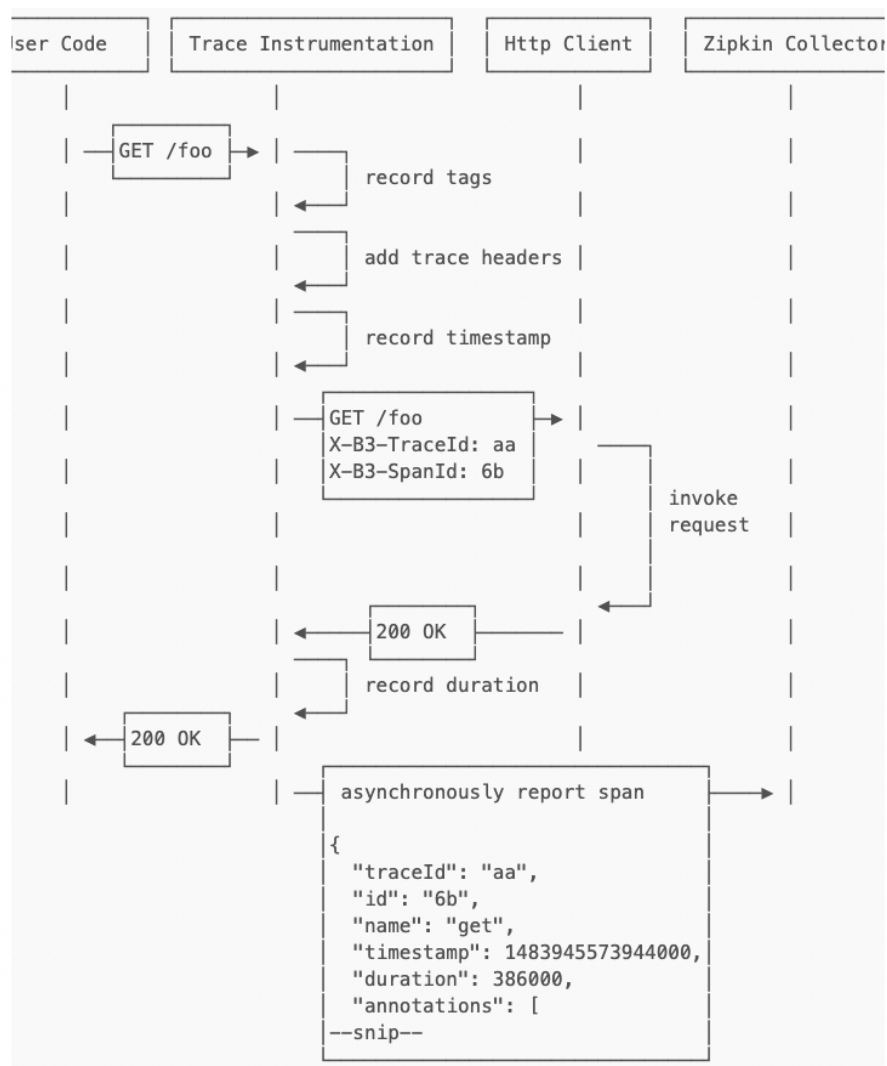 User Code Trace Instrumentation Http Client Zipkin Collector
GET /foo
record tags
add trace headers
record timestamp
GET /foo
X-B3-TraceId: aa
X-B3-SpanId: 6b
invoke
request
200 OK
record duration
200 OK
asynchronously report span
{
"traceId": "aa",
"id": "6b",
"name": "get",
"timestamp": 1483945573944000,
"duration": 386000,
"annotations": [
--snip--